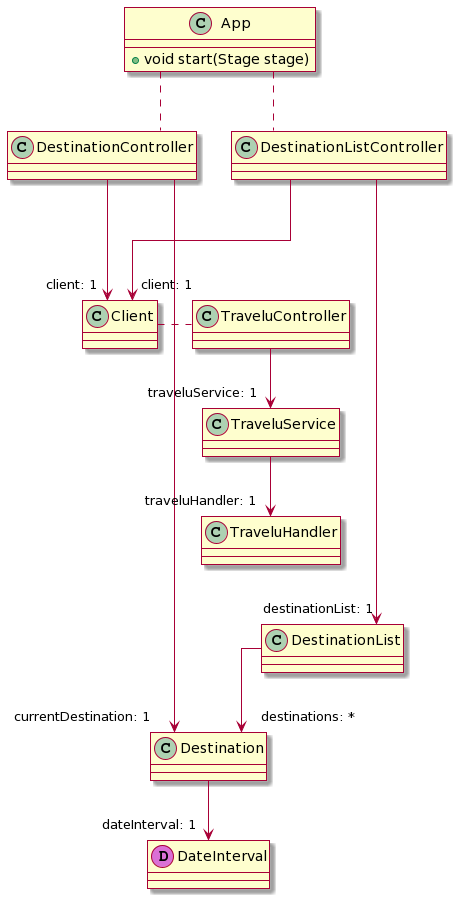 C App
void start(Stage stage)
C DestinationController
C DestinationListController
client: 1
client: 1
C Client
C TraveluController
traveluService: 1
C TraveluService
traveluHandler: 1
C TraveluHandler
destinationList: 1
C DestinationList
currentDestination: 1
destinations: *
C Destination
dateInterval: 1
D DateInterval